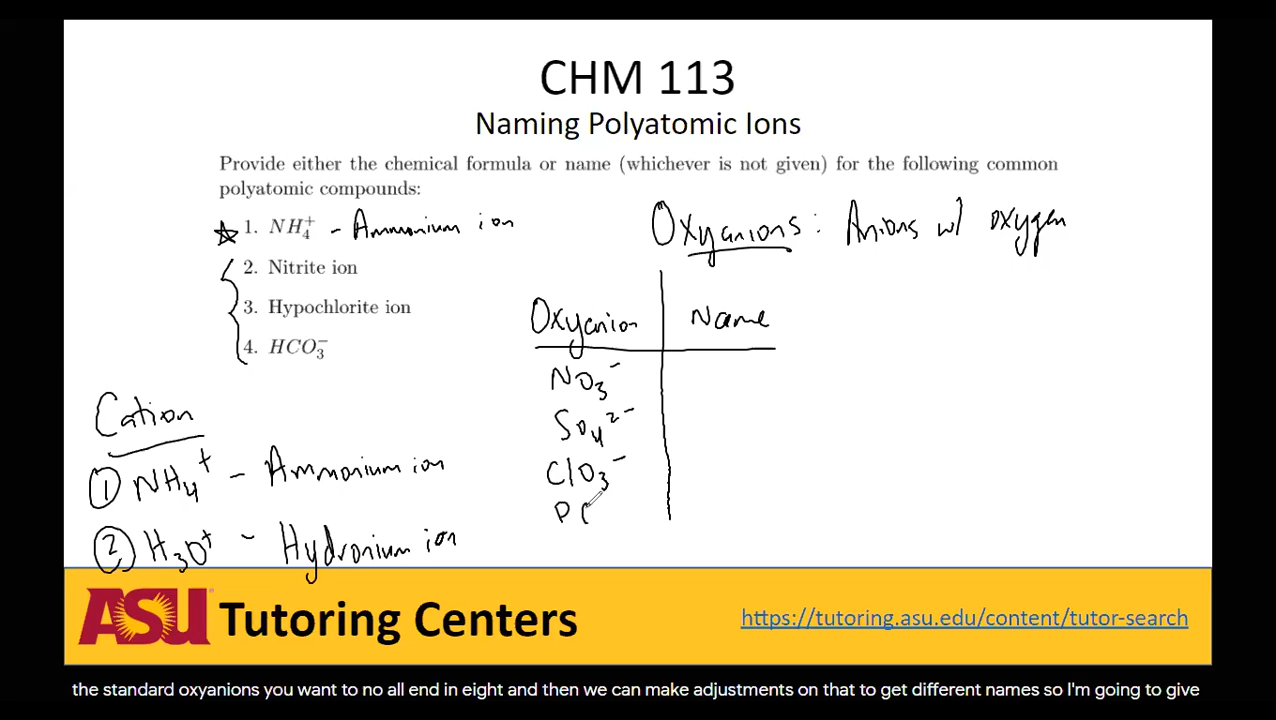 CHM 113
Naming Polyatomic Ions
Provide either the chemical formula or name (whichever is not given) for the following common
polyatomic compounds:
1. NH₄⁺ - Ammonium ion
2. Nitrite ion
3. Hypochlorite ion
4. HCO₃⁻
Oxyanions: Anions w/ oxygen
Oxyanion Name
NO₃⁻
SO₄²⁻
ClO₃⁻
P
Cation
① NH₄⁺ - Ammonium ion
② H₃O⁺ - Hydronium ion
ASU Tutoring Centers
https://tutoring.asu.edu/content/tutor-search
the standard oxyanions you want to no all end in eight and then we can make adjustments on that to get different names so I'm going to give